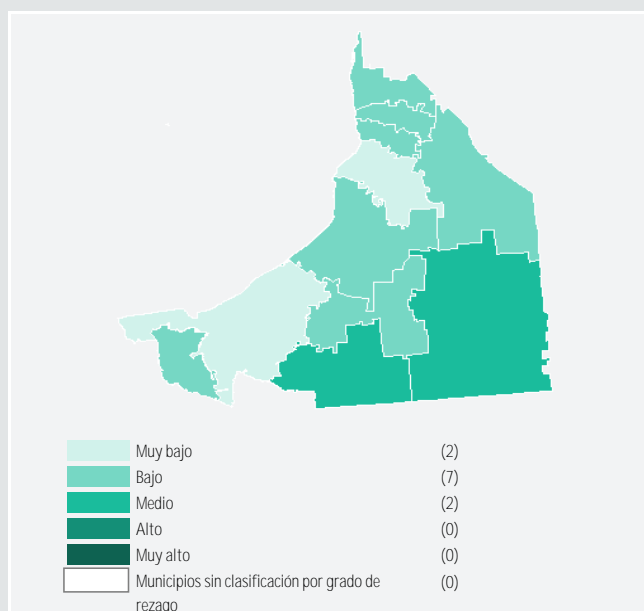 Muy bajo (2)
Bajo (7)
Medio (2)
Alto (0)
Muy alto (0)
Municipios sin clasificación por grado de (0)
rezago